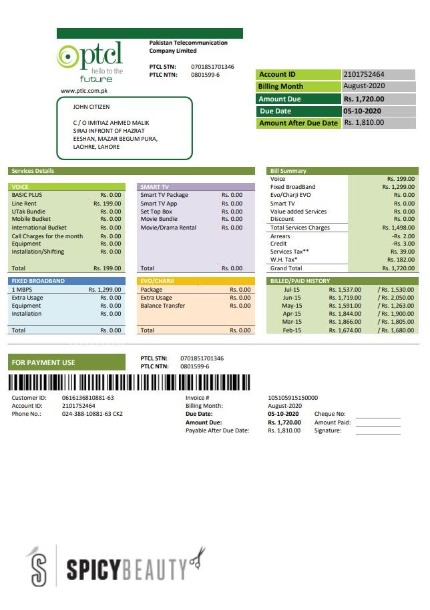 ptcl
hello to the
future
www.ptcl.com.pk
Pakistan Telecommunication
Company Limited
PTCL STN: 0701851701346
PTLC NTN: 0801599-6
Account ID 2101752464
Billing Month August-2020
Amount Due Rs. 1,720.00
Due Date 05-10-2020
Amount After Due Date Rs. 1,810.00
JOHN CITIZEN
C / O IMITIAZ AHMED MALIK
SIRAJ INFRONT OF HAZRAT
EESHAN, MAZAR BEGUM PURA,
LAOHRE, LAHORE
Services Details
VOICE
BASIC PLUS Rs. 0.00
Line Rent Rs. 199.00
UTak Bundle Rs. 0.00
Mobile Budket Rs. 0.00
International Budket Rs. 0.00
Call Charges for the month Rs. 0.00
Equipment Rs. 0.00
Installation/Shifting Rs. 0.00
Total Rs. 199.00
SMART TV
Smart TV Package Rs. 0.00
Smart TV App Rs. 0.00
Set Top Box Rs. 0.00
Movie Bundle Rs. 0.00
Movie/Drama Rental Rs. 0.00
Total Rs. 0.00
Bill Summary
Voice Rs. 199.00
Fixed BroadBand Rs. 1,299.00
Evo/Charji EVO Rs. 0.00
Smart TV Rs. 0.00
Value added Services Rs. 0.00
Discount Rs. 0.00
Total Services Charges Rs. 1,498.00
Arrears -Rs. 2.00
Credit -Rs. 3.00
Services Tax** Rs. 39.00
W.H. Tax* Rs. 182.00
Grand Total Rs. 1,720.00
FIXED BROADBAND
1 MBPS Rs. 1,299.00
Extra Usage Rs. 0.00
Equipment Rs. 0.00
Installation Rs. 0.00
Total Rs. 0.00
EVO/CHARJI
Package Rs. 0.00
Extra Usage Rs. 0.00
Balance Transfer Rs. 0.00
Total Rs. 0.00
BILLED/PAID HISTORY
Jul-15 Rs. 1,537.00 / Rs. 1,530.00
Jun-15 Rs. 1,719.00 / Rs. 2,050.00
May-15 Rs. 1,591.00 / Rs. 1,263.00
Apr-15 Rs. 1,844.00 / Rs. 1,900.00
Mar-15 Rs. 1,866.00 / Rs. 1,805.00
Feb-15 Rs. 1,674.00 / Rs. 1,680.00
FOR PAYMENT USE
PTCL STN: 0701851701346
PTLC NTN: 0801599-6
Customer ID: 0616136810881-63
Account ID: 2101752464
Phone No.: 024-388-10881-63 CK2
Invoice # 105105915150000
Billing Month: August-2020
Due Date: 05-10-2020
Amount Due: Rs. 1,720.00
Payable After Due Date: Rs. 1,810.00
Cheque No:
Amount Paid:
Signature:
S
SPICYBEAUTY